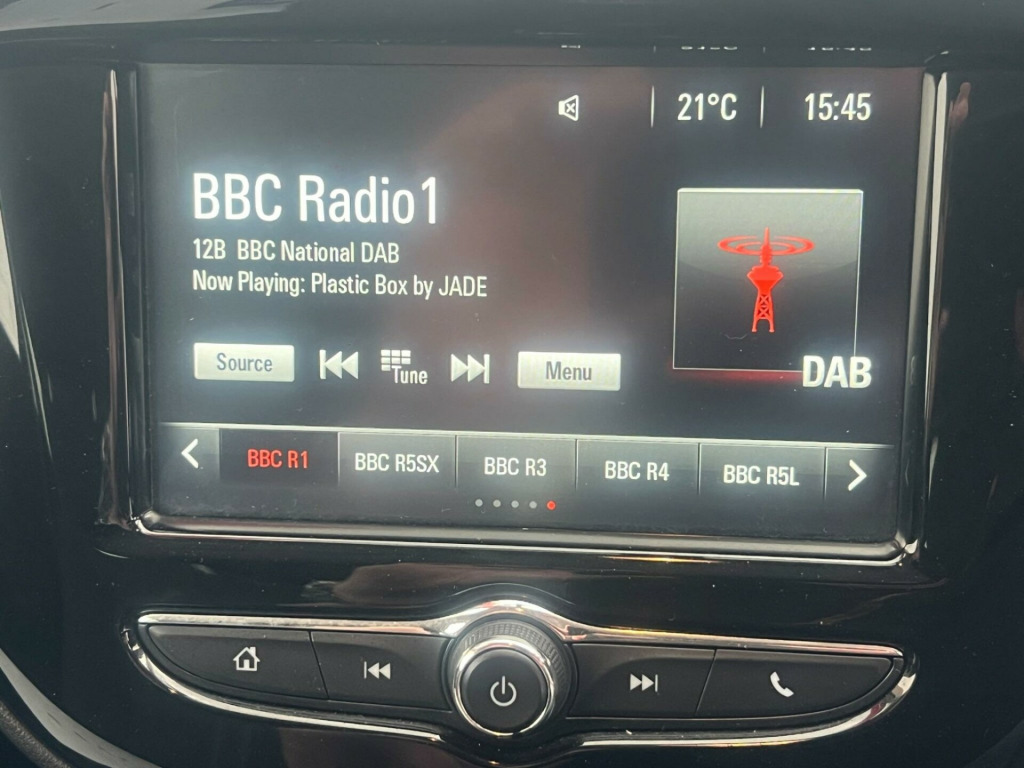 21°C 15:45
BBC Radio1
12B BBC National DAB
Now Playing: Plastic Box by JADE
Source
Tune
Menu
DAB
BBC R1 BBC R5SX BBC R3 BBC R4 BBC R5L